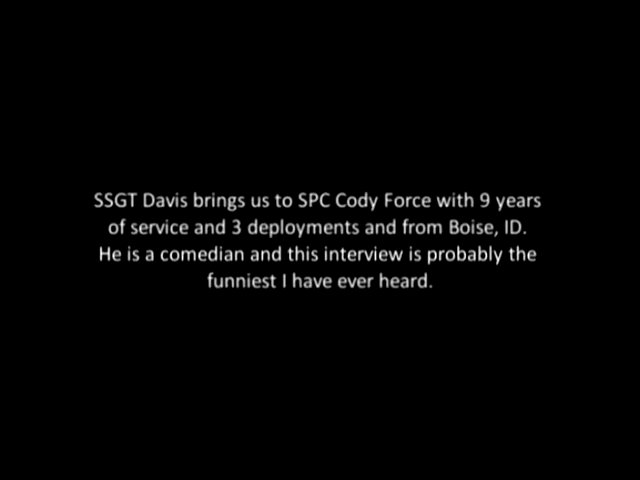 SSGT Davis brings us to SPC Cody Force with 9 years
of service and 3 deployments and from Boise, ID.
He is a comedian and this interview is probably the
funniest I have ever heard.